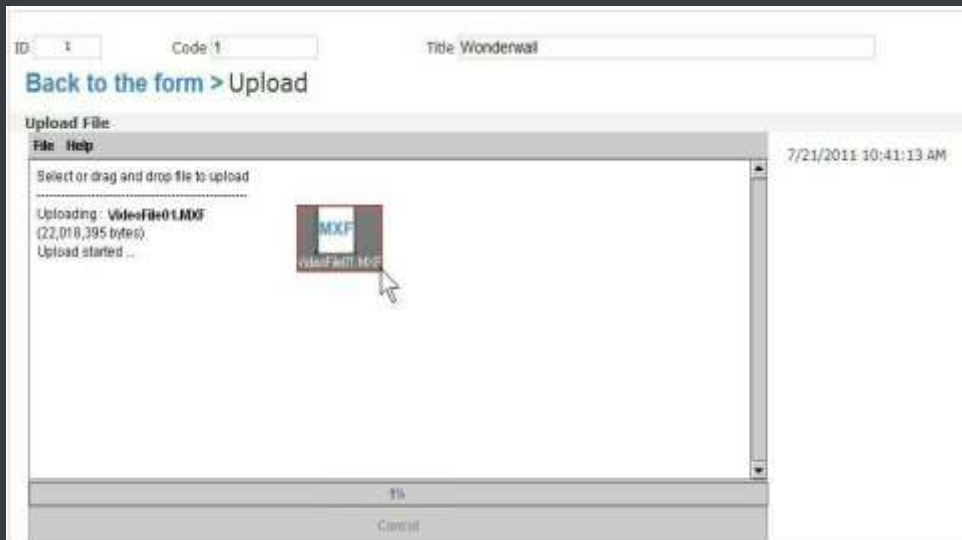 ID 1 Code 1 Title Wonderwall
Back to the form > Upload
Upload File
File Help
7/21/2011 10:41:13 AM
Select or drag and drop file to upload
Uploading: VideoFile01.MXF
(22,018,395 bytes)
Upload started ...
MXF
VideoFile01.MXF
1%
Cancel